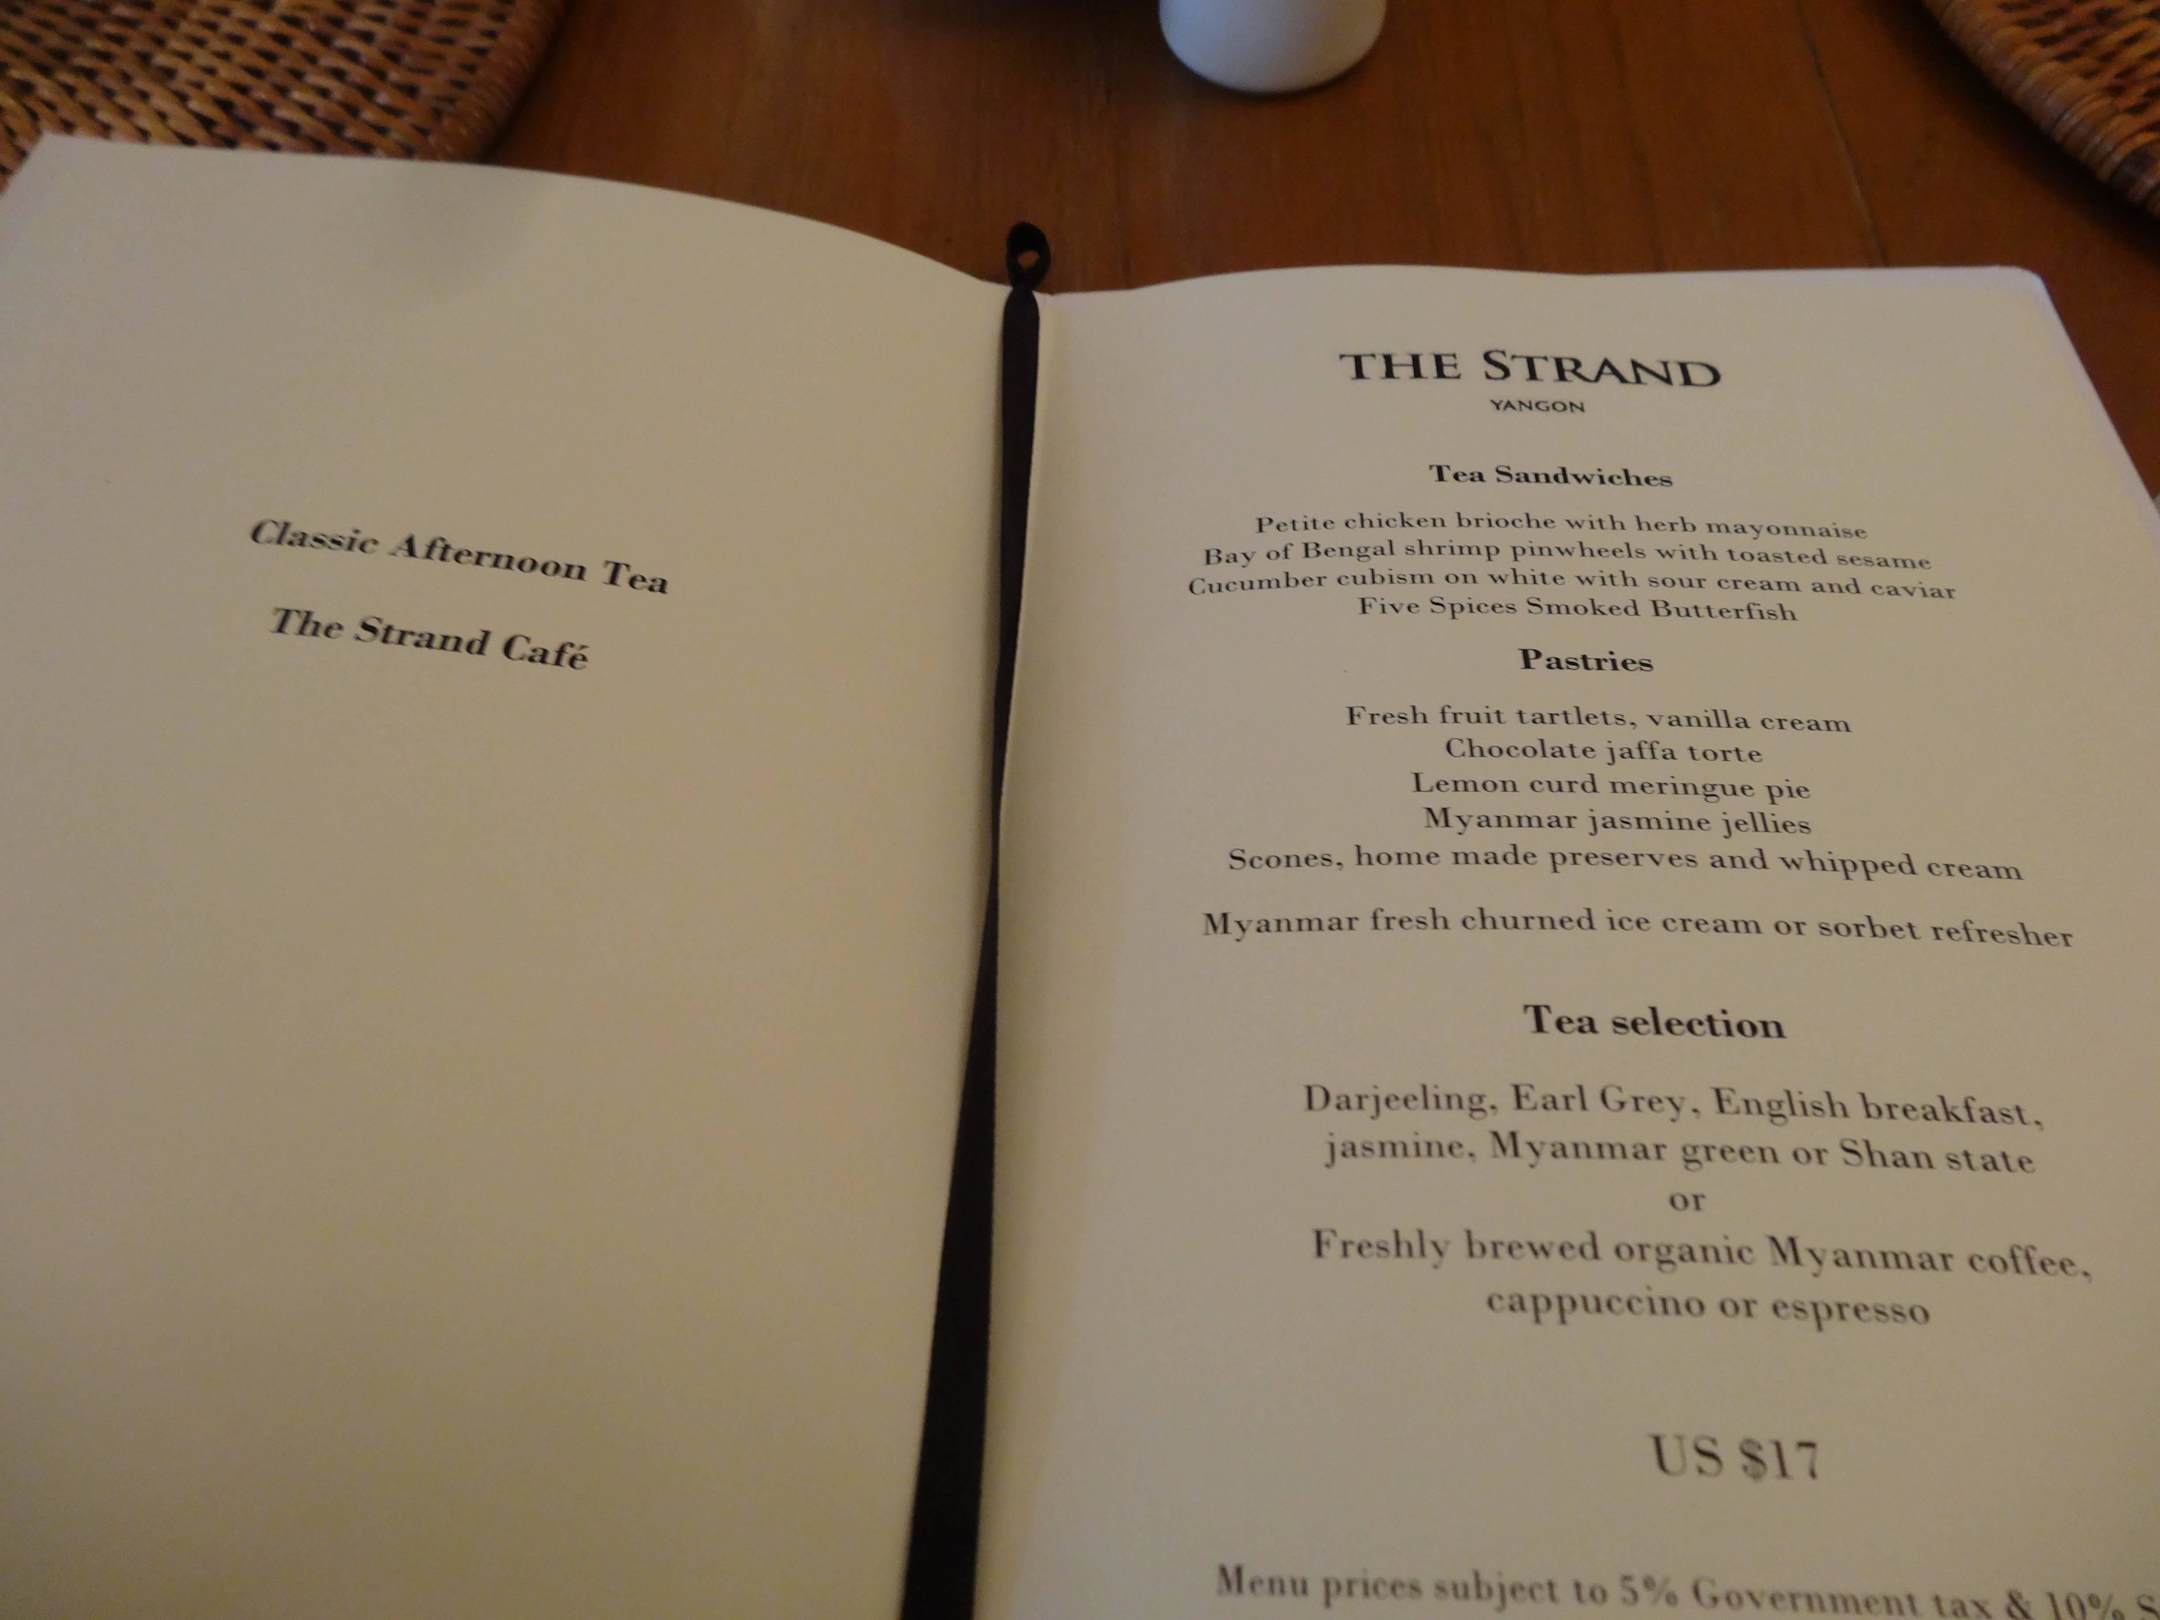 Classic Afternoon Tea
The Strand Café
THE STRAND
YANGON
Tea Sandwiches
Petite chicken brioche with herb mayonnaise
Bay of Bengal shrimp pinwheels with toasted sesame
Cucumber cubism on white with sour cream and caviar
Five Spices Smoked Butterfish
Pastries
Fresh fruit tartlets, vanilla cream
Chocolate jaffa torte
Lemon curd meringue pie
Myanmar jasmine jellies
Scones, home made preserves and whipped cream
Myanmar fresh churned ice cream or sorbet refresher
Tea selection
Darjeeling, Earl Grey, English breakfast,
jasmine, Myanmar green or Shan state
or
Freshly brewed organic Myanmar coffee,
cappuccino or espresso
US $17
Menu prices subject to 5% Government tax & 10%